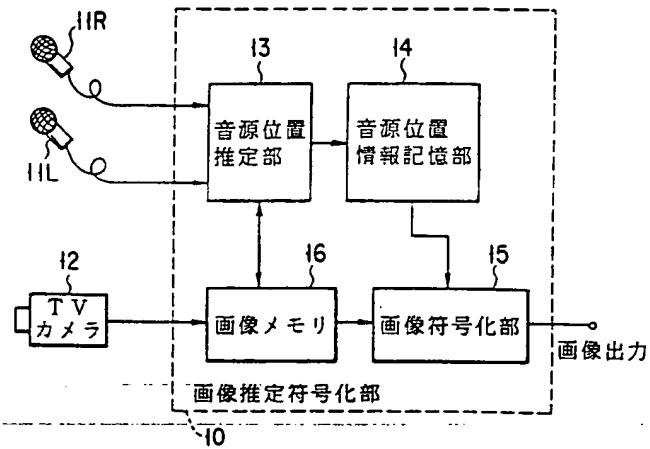 11R
11L
13
音源位置
推定部
14
音源位置
情報記憶部
12
TV
カメラ
16
画像メモリ
15
画像符号化部
画像出力
画像推定符号化部
10